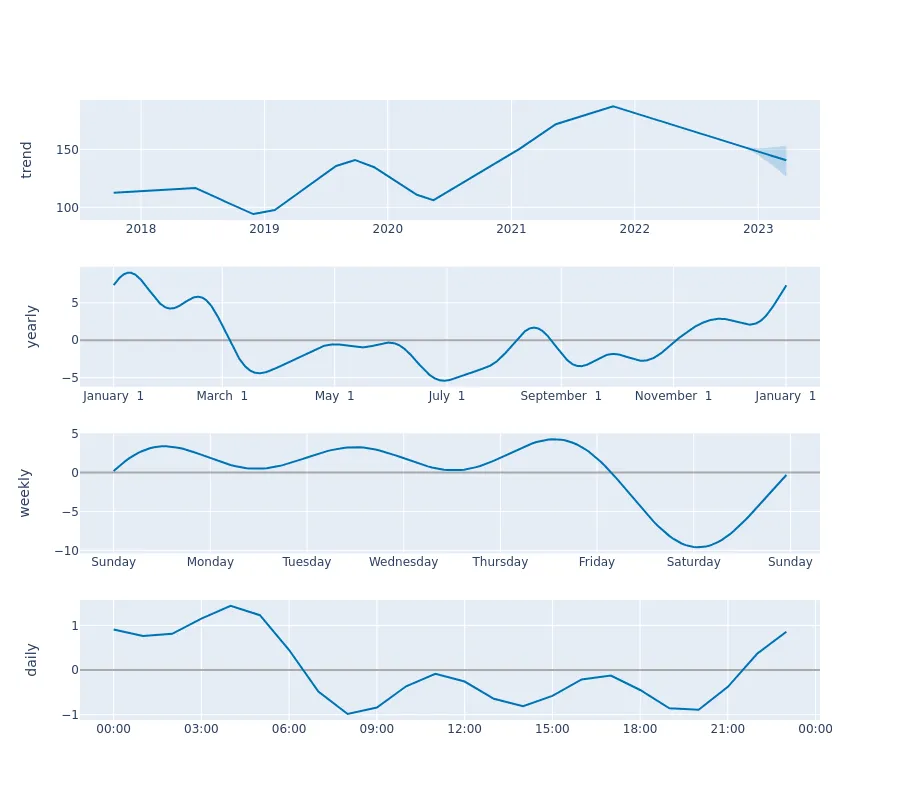 trend
150
100
2018 2019 2020 2021 2022 2023
yearly
5
0
−5
January 1 March 1 May 1 July 1 September 1 November 1 January 1
weekly
5
0
−5
−10
Sunday Monday Tuesday Wednesday Thursday Friday Saturday Sunday
daily
1
0
−1
00:00 03:00 06:00 09:00 12:00 15:00 18:00 21:00 00:00